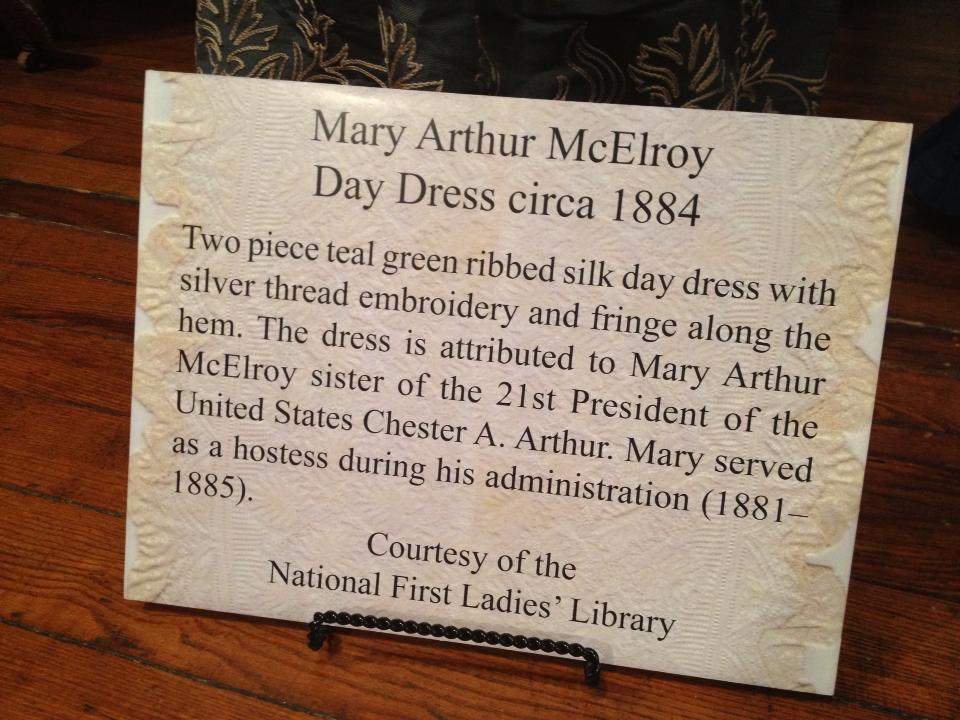 Mary Arthur McElroy
Day Dress circa 1884
Two piece teal green ribbed silk day dress with
silver thread embroidery and fringe along the
hem. The dress is attributed to Mary Arthur
McElroy sister of the 21st President of the
United States Chester A. Arthur. Mary served
as a hostess during his administration (1881–
1885).
Courtesy of the
National First Ladies’ Library